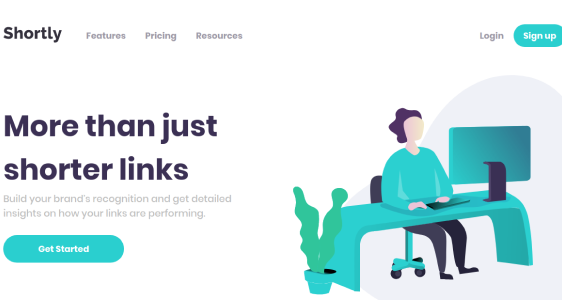 Shortly Features Pricing Resources Login Sign up
More than just
shorter links
Build your brand's recognition and get detailed
insights on how your links are performing.
Get Started